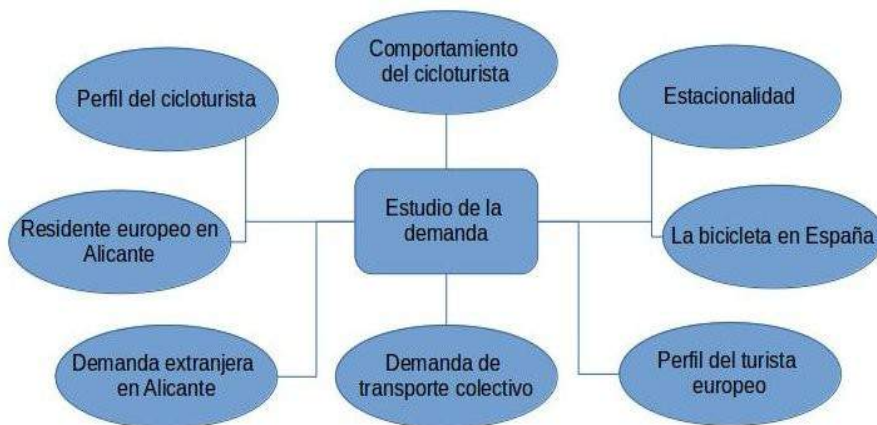 Comportamiento
del cicloturista
Perfil del cicloturista
Estacionalidad
Estudio de la
demanda
Residente europeo en
Alicante
La bicicleta en España
Demanda extranjera
en Alicante
Demanda de
transporte colectivo
Perfil del turista
europeo